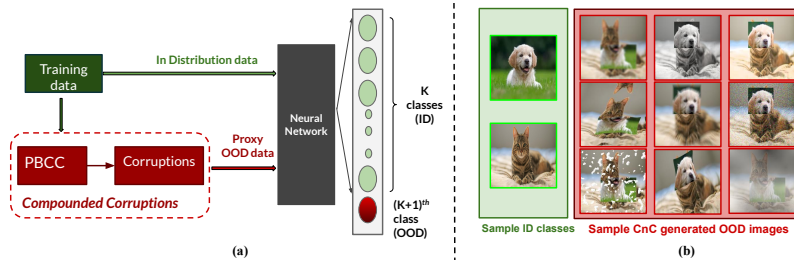 Training
data
In Distribution data
PBCC
Corruptions
Compounded Corruptions
Proxy
OOD data
Neural
Network
K
classes
(ID)
(K+1)th
class
(OOD)
(a)
Sample ID classes
Sample CnC generated OOD images
(b)